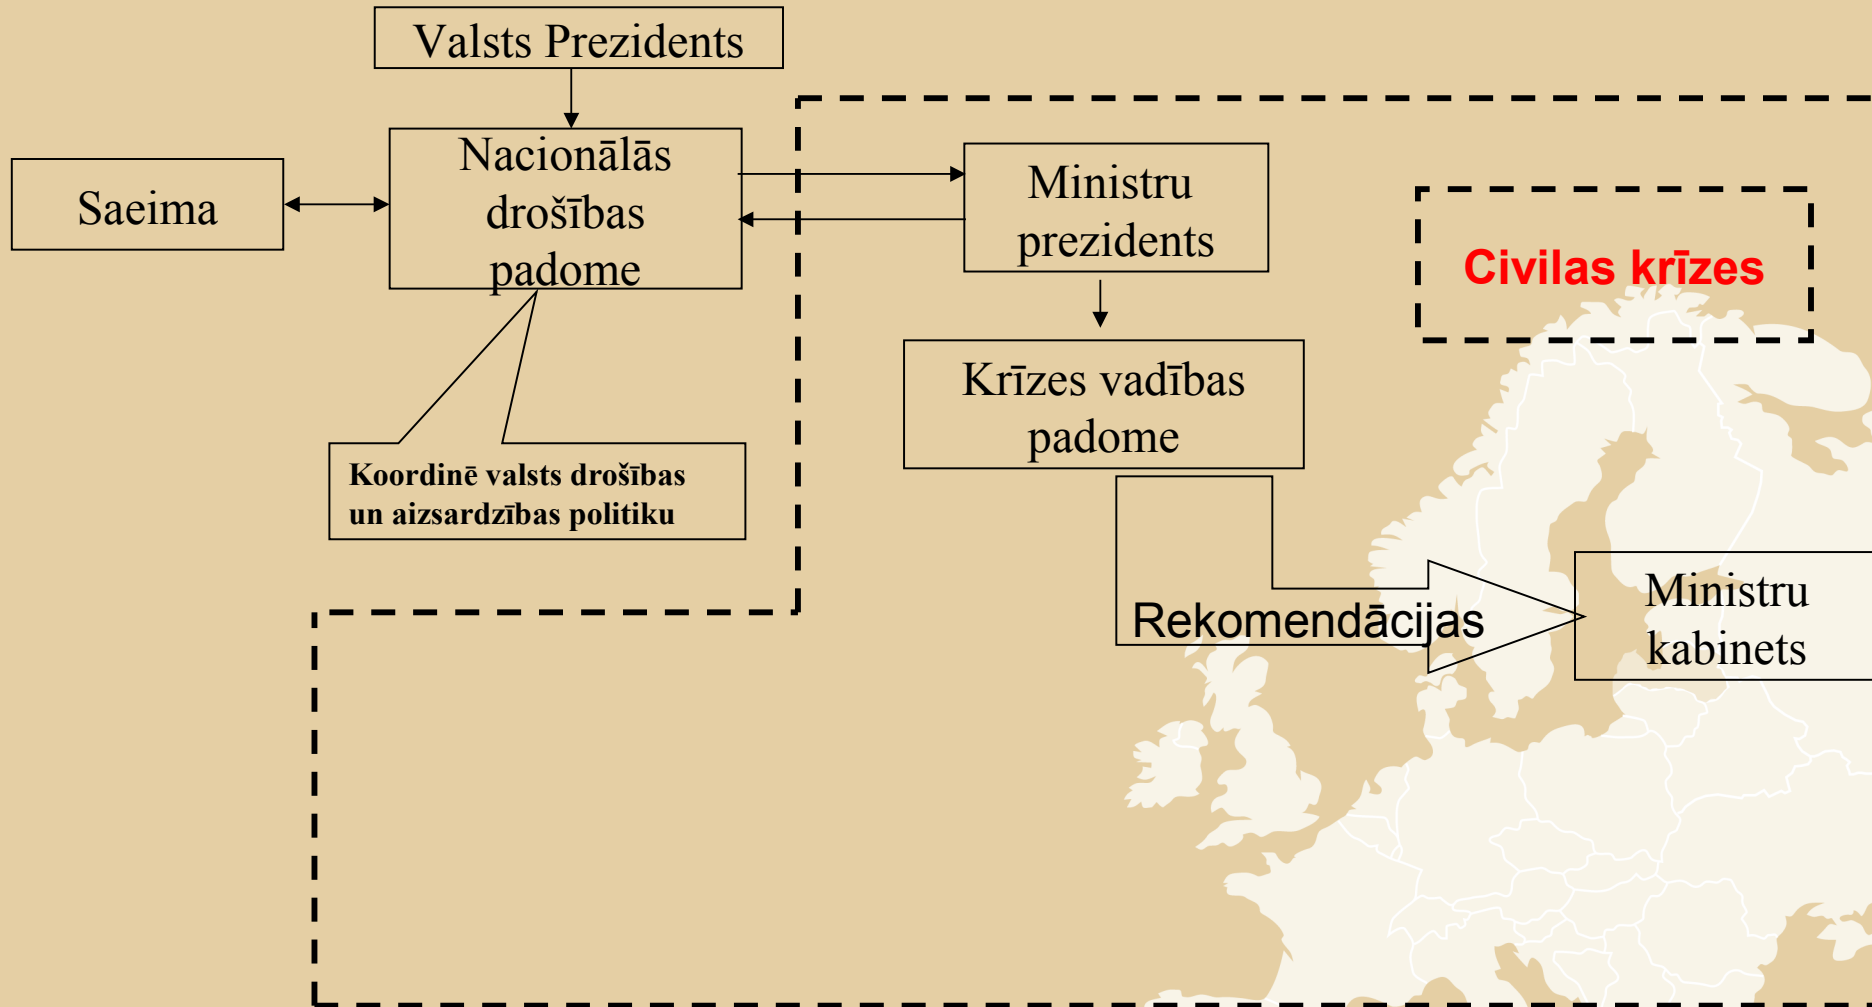 Valsts Prezidents
Saeima
Nacionālās
drošības
padome
Ministru
prezidents
Civilas krīzes
Krīzes vadības
padome
Koordinē valsts drošības
un aizsardzības politiku
Rekomendācijas
Ministru
kabinets